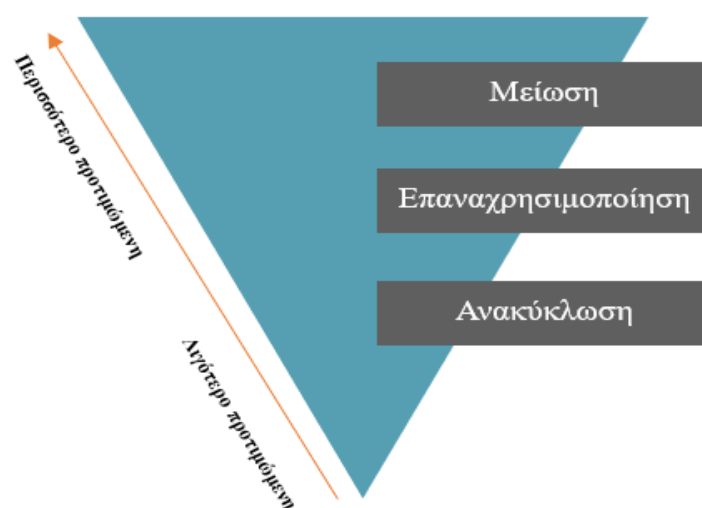 Μείωση
Περισσότερο προτιμώμενη
Επαναχρησιμοποίηση
Ανακύκλωση
Λιγότερο προτιμώμενη